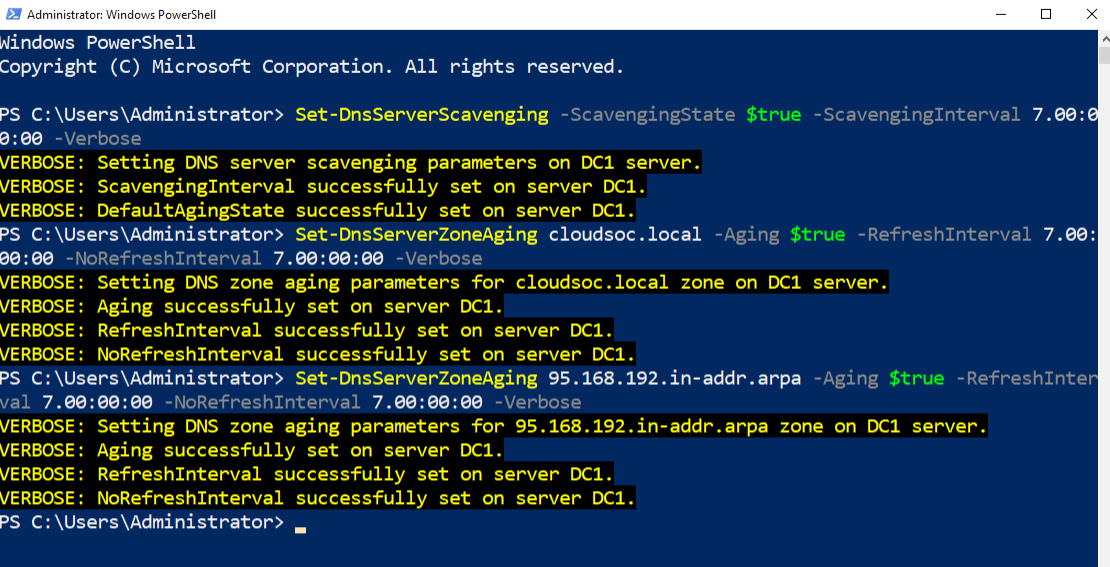 Administrator: Windows PowerShell
Windows PowerShell
Copyright (C) Microsoft Corporation. All rights reserved.
PS C:\Users\Administrator> Set-DnsServerScavenging -ScavengingState $true -ScavengingInterval 7.00:0
0:00 -Verbose
VERBOSE: Setting DNS server scavenging parameters on DC1 server.
VERBOSE: ScavengingInterval successfully set on server DC1.
VERBOSE: DefaultAgingState successfully set on server DC1.
PS C:\Users\Administrator> Set-DnsServerZoneAging cloudsoc.local -Aging $true -RefreshInterval 7.00:
00:00 -NoRefreshInterval 7.00:00:00 -Verbose
VERBOSE: Setting DNS zone aging parameters for cloudsoc.local zone on DC1 server.
VERBOSE: Aging successfully set on server DC1.
VERBOSE: RefreshInterval successfully set on server DC1.
VERBOSE: NoRefreshInterval successfully set on server DC1.
PS C:\Users\Administrator> Set-DnsServerZoneAging 95.168.192.in-addr.arpa -Aging $true -RefreshInter
val 7.00:00:00 -NoRefreshInterval 7.00:00:00 -Verbose
VERBOSE: Setting DNS zone aging parameters for 95.168.192.in-addr.arpa zone on DC1 server.
VERBOSE: Aging successfully set on server DC1.
VERBOSE: RefreshInterval successfully set on server DC1.
VERBOSE: NoRefreshInterval successfully set on server DC1.
PS C:\Users\Administrator>